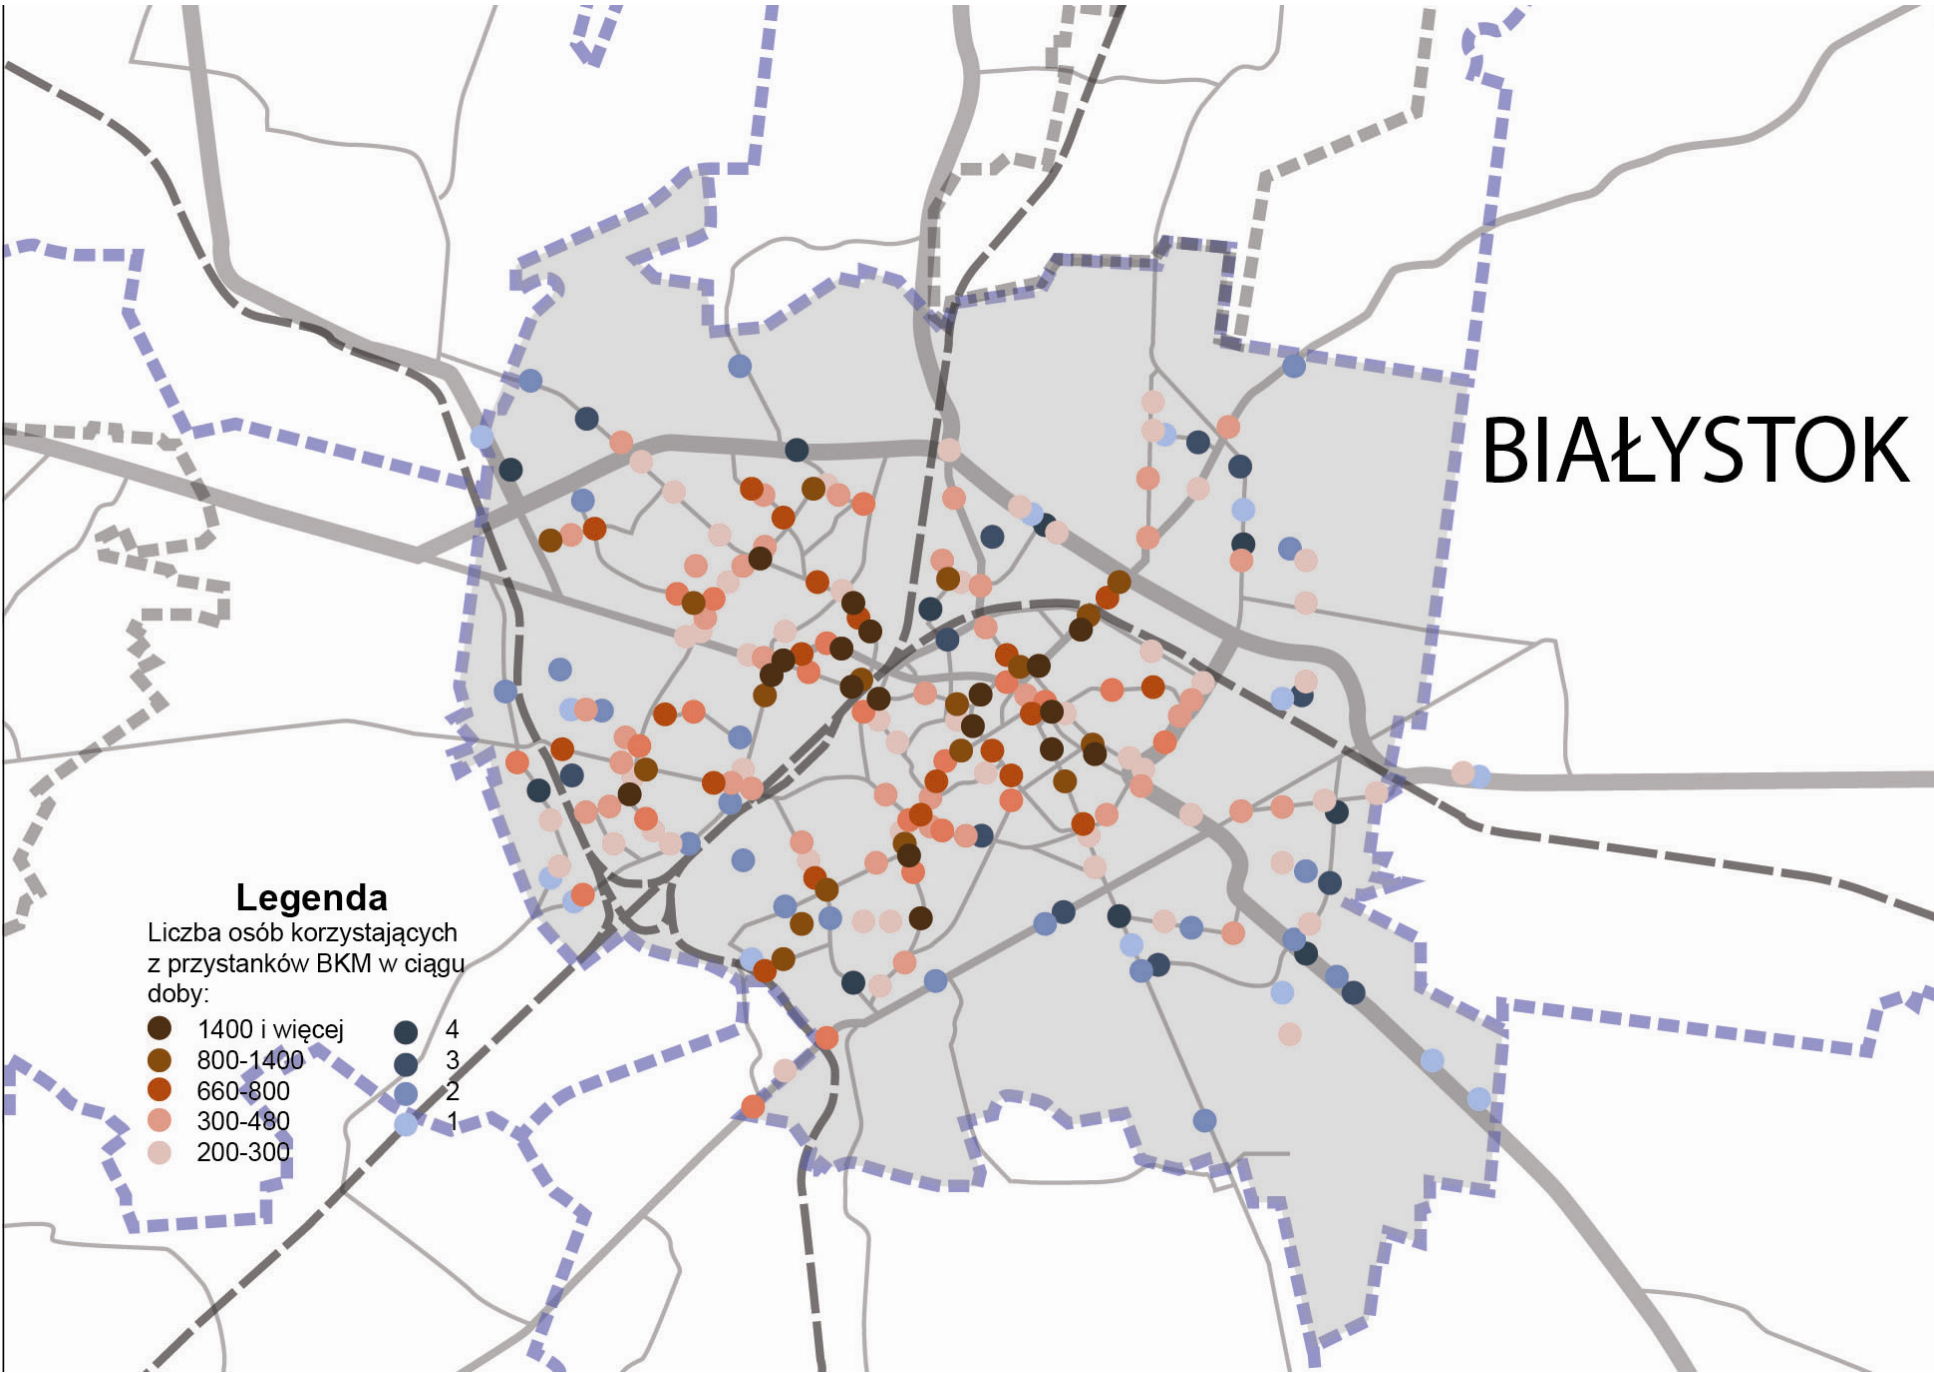 BIAŁYSTOK
Legenda
Liczba osób korzystających
z przystanków BKM w ciągu
doby:
1400 i więcej 4
800-1400 3
660-800 2
300-480 1
200-300